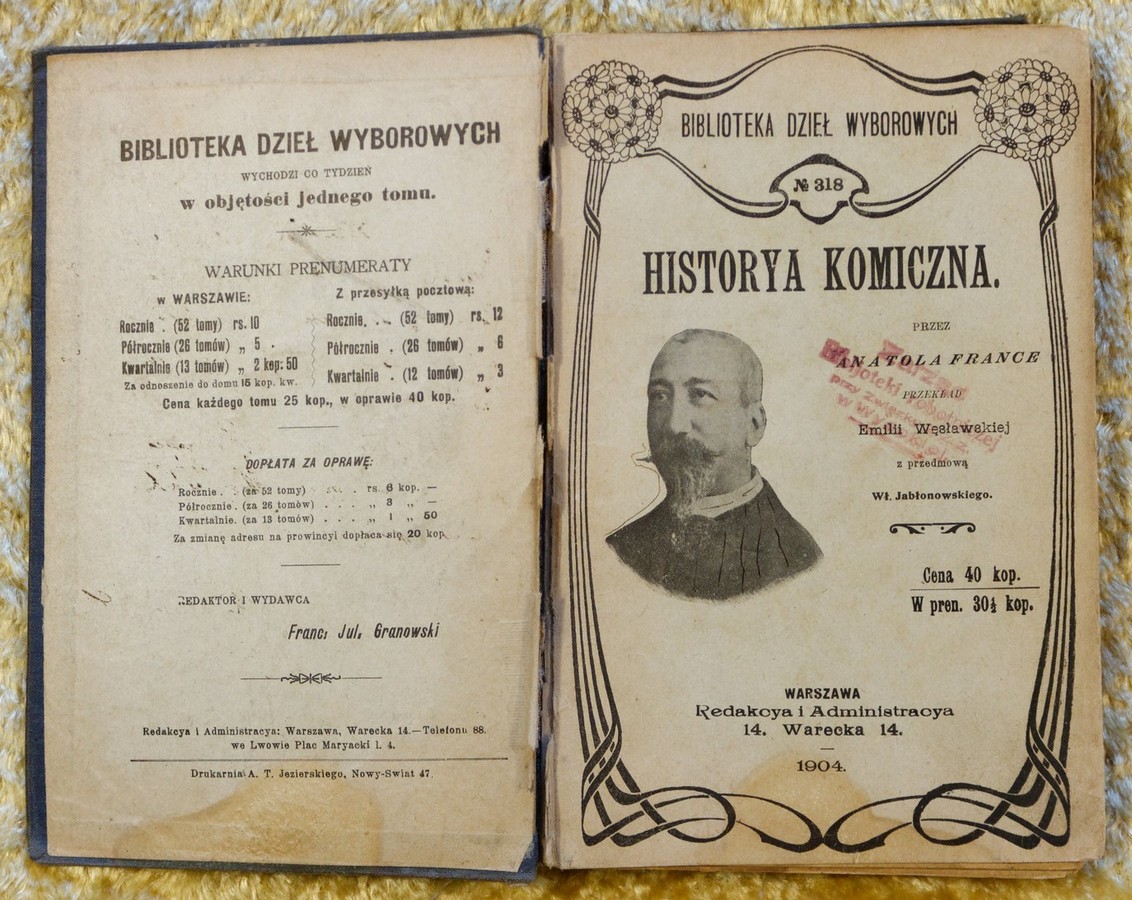 BIBLIOTEKA DZIEŁ WYBOROWYCH
WYCHODZI CO TYDZIEŃ
w objętości jednego tomu.
WARUNKI PRENUMERATY
w WARSZAWIE:
Rocznie . (52 tomy) rs. 10
Półrocznie (26 tomów) „ 5 .
Kwartalnie (13 tomów) „ 2 kop. 50
Za odnoszenie do domu 15 kop. kw.
Z przesyłką pocztową:
Rocznie. . . (52 tomy) rs. 12
Półrocznie . (26 tomów) „ 6
Kwartalnie . (12 tomów) „ 3
Cena każdego tomu 25 kop., w oprawie 40 kop.
DOPŁATA ZA OPRAWĘ:
Rocznie . . (za 52 tomy) . . . rs. 6 kop. —
Półrocznie . (za 26 tomów) . . . . „ 3 „ —
Kwartalnie. (za 13 tomów) . . . . „ 1 „ 50
Za zmianę adresu na prowincyi dopłaca się 20 kop.
REDAKTOR I WYDAWCA
Franc, Jul, Granowski
Redakcya i Administracya: Warszawa, Warecka 14.—Telefonu 88.
we Lwowie Plac Maryacki l. 4.
Drukarnia A. T. Jezierskiego, Nowy-Swiat 47.
BIBLIOTEKA DZIEŁ WYBOROWYCH
№ 318
HISTORYA KOMICZNA.
PRZEZ
ANATOLA FRANCE
PRZEKŁAD
Emilii Węsławskiej
z przedmową
Wł. Jabłonowskiego.
Zarząd
przy
Cena 40 kop.
W pren. 30½ kop.
WARSZAWA
Redakcya i Administracya
14. Warecka 14.
1904.